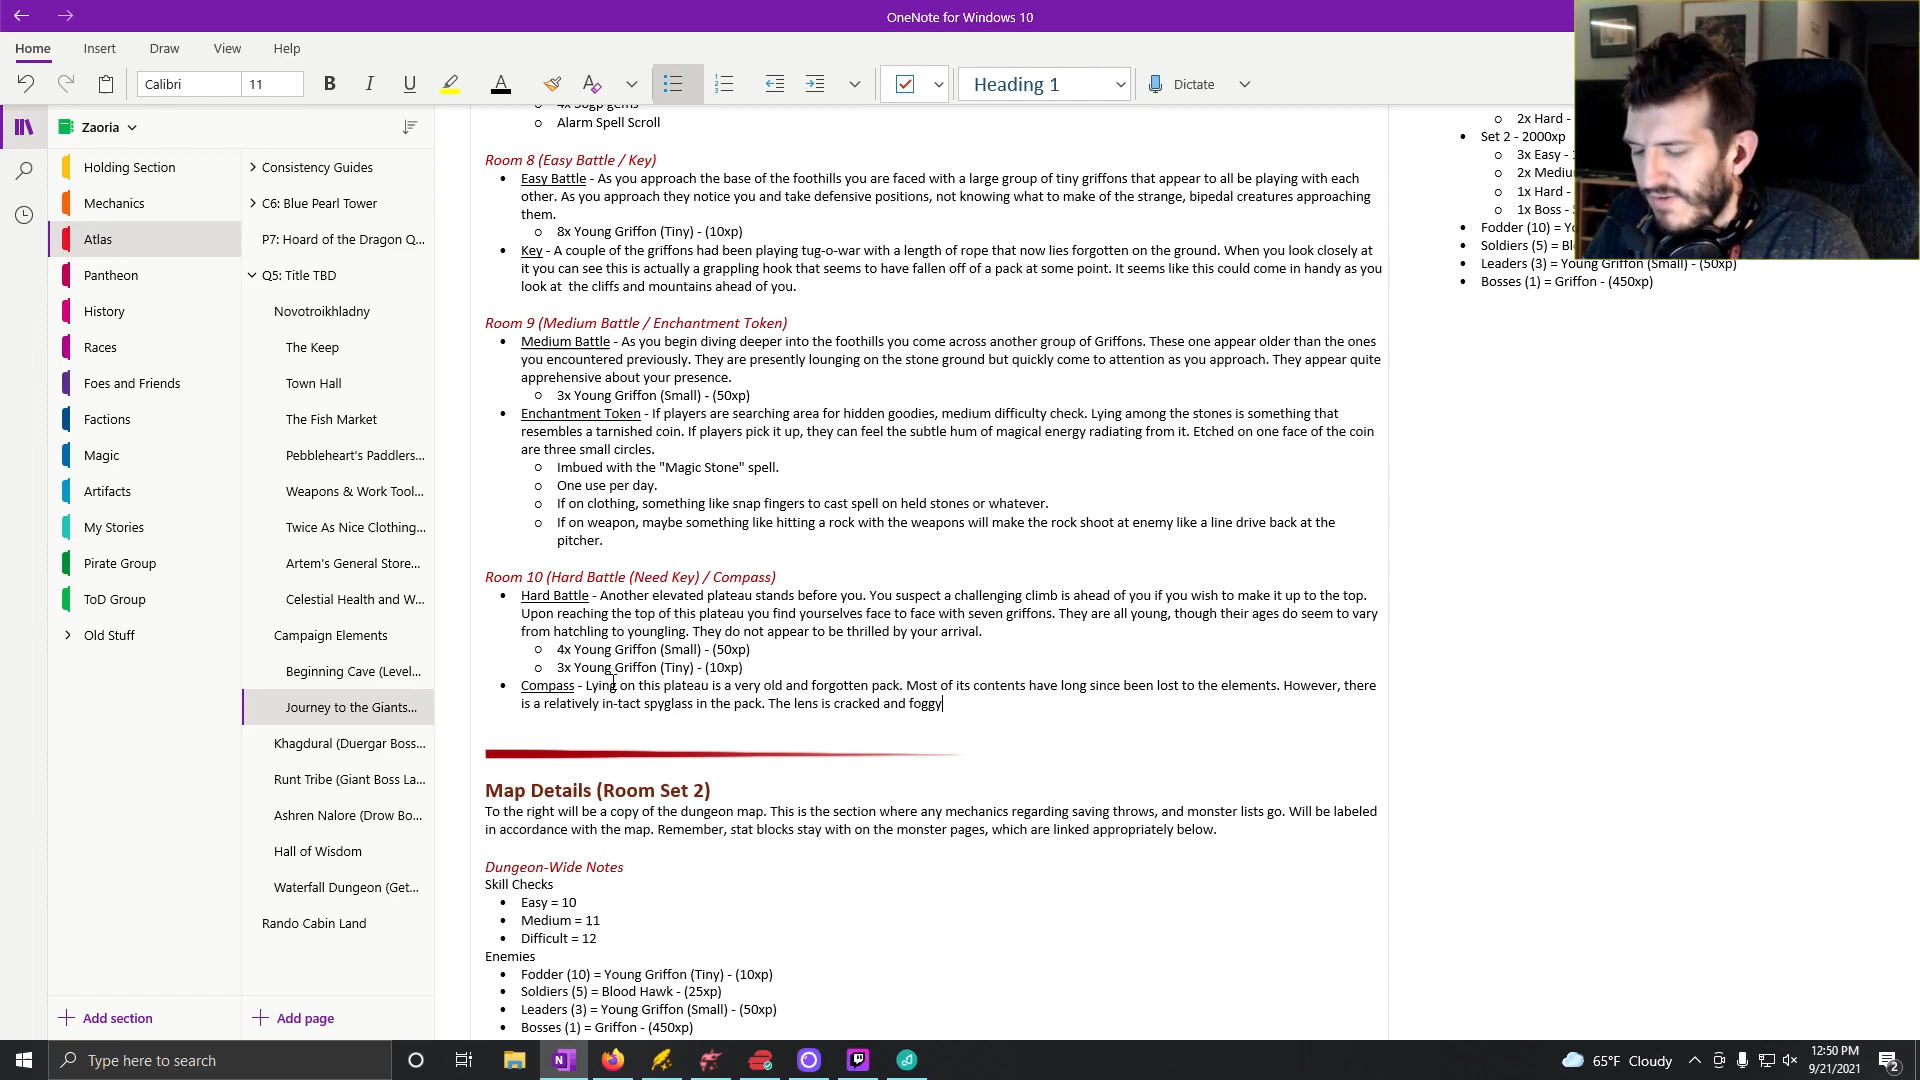 OneNote for Windows 10
Home
Insert
Draw
View
Help
Calibri
11
B
I
U
A
A
Heading 1
Dictate
Zaoria
Holding Section
Mechanics
Atlas
Pantheon
History
Races
Foes and Friends
Factions
Magic
Artifacts
My Stories
Pirate Group
ToD Group
Old Stuff
Add section
Consistency Guides
C6: Blue Pearl Tower
P7: Hoard of the Dragon Q...
Q5: Title TBD
Novotroikhladny
The Keep
Town Hall
The Fish Market
Pebbleheart's Paddlers...
Weapons & Work Tool...
Twice As Nice Clothing...
Artem's General Store...
Celestial Health and W...
Campaign Elements
Beginning Cave (Level...
Journey to the Giants...
Khagdural (Duergar Boss...
Runt Tribe (Giant Boss La...
Ashren Nalore (Drow Bo...
Hall of Wisdom
Waterfall Dungeon (Get...
Rando Cabin Land
Add page
4x 50gp gems
Alarm Spell Scroll
Room 8 (Easy Battle / Key)
Easy Battle - As you approach the base of the foothills you are faced with a large group of tiny griffons that appear to all be playing with each
other. As you approach they notice you and take defensive positions, not knowing what to make of the strange, bipedal creatures approaching
them.
8x Young Griffon (Tiny) - (10xp)
Key - A couple of the griffons had been playing tug-o-war with a length of rope that now lies forgotten on the ground. When you look closely at
it you can see this is actually a grappling hook that seems to have fallen off of a pack at some point. It seems like this could come in handy as you
look at  the cliffs and mountains ahead of you.
Room 9 (Medium Battle / Enchantment Token)
Medium Battle - As you begin diving deeper into the foothills you come across another group of Griffons. These one appear older than the ones
you encountered previously. They are presently lounging on the stone ground but quickly come to attention as you approach. They appear quite
apprehensive about your presence.
3x Young Griffon (Small) - (50xp)
Enchantment Token - If players are searching area for hidden goodies, medium difficulty check. Lying among the stones is something that
resembles a tarnished coin. If players pick it up, they can feel the subtle hum of magical energy radiating from it. Etched on one face of the coin
are three small circles.
Imbued with the "Magic Stone" spell.
One use per day.
If on clothing, something like snap fingers to cast spell on held stones or whatever.
If on weapon, maybe something like hitting a rock with the weapons will make the rock shoot at enemy like a line drive back at the
pitcher.
Room 10 (Hard Battle (Need Key) / Compass)
Hard Battle - Another elevated plateau stands before you. You suspect a challenging climb is ahead of you if you wish to make it up to the top.
Upon reaching the top of this plateau you find yourselves face to face with seven griffons. They are all young, though their ages do seem to vary
from hatchling to youngling. They do not appear to be thrilled by your arrival.
4x Young Griffon (Small) - (50xp)
3x Young Griffon (Tiny) - (10xp)
Compass - Lying on this plateau is a very old and forgotten pack. Most of its contents have long since been lost to the elements. However, there
is a relatively in-tact spyglass in the pack. The lens is cracked and foggy
Map Details (Room Set 2)
To the right will be a copy of the dungeon map. This is the section where any mechanics regarding saving throws, and monster lists go. Will be labeled
in accordance with the map. Remember, stat blocks stay with on the monster pages, which are linked appropriately below.
Dungeon-Wide Notes
Skill Checks
Easy = 10
Medium = 11
Difficult = 12
Enemies
Fodder (10) = Young Griffon (Tiny) - (10xp)
Soldiers (5) = Blood Hawk - (25xp)
Leaders (3) = Young Griffon (Small) - (50xp)
Bosses (1) = Griffon - (450xp)
2x Hard -
Set 2 - 2000xp
3x Easy -
2x Mediu
1x Hard -
1x Boss -
Fodder (10) = Yo
Soldiers (5) = Bl
Leaders (3) = Young Griffon (Small) - (50xp)
Bosses (1) = Griffon - (450xp)
Type here to search
65°F Cloudy
12:50 PM
9/21/2021
2